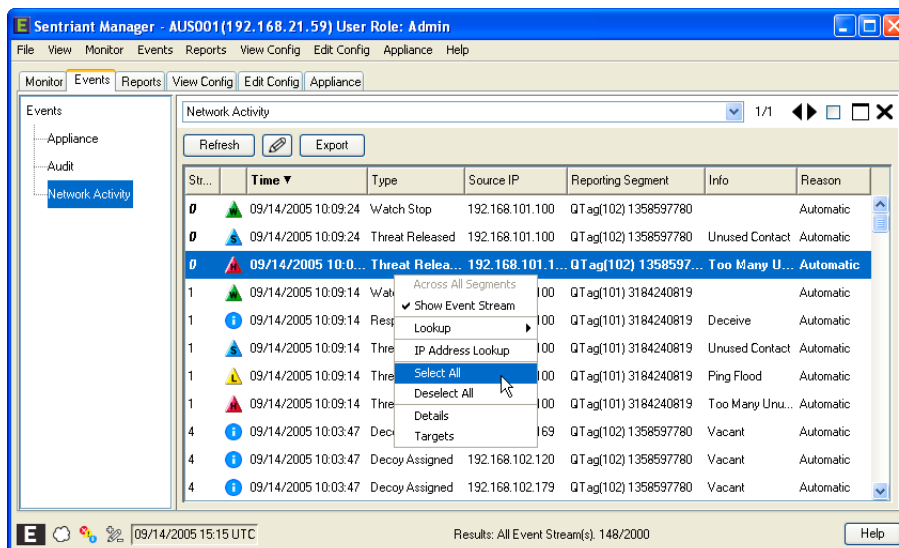 E Sentriant Manager - AUS001(192.168.21.59) User Role: Admin
File View Monitor Events Reports View Config Edit Config Appliance Help
Monitor Events Reports View Config Edit Config Appliance
Events
Appliance
Audit
Network Activity
Network Activity 1/1
Refresh Export
Str... Time ▼ Type Source IP Reporting Segment Info Reason
0 W 09/14/2005 10:09:24 Watch Stop 192.168.101.100 QTag(102) 1358597780 Automatic
0 S 09/14/2005 10:09:24 Threat Released 192.168.101.100 QTag(102) 1358597780 Unused Contact Automatic
0 H 09/14/2005 10:0... Threat Relea... 192.168.101.1... QTag(102) 1358597... Too Many U... Automatic
1 W 09/14/2005 10:09:14 Wat 100 QTag(101) 3184240819 Automatic
1 i 09/14/2005 10:09:14 Resp 100 QTag(101) 3184240819 Deceive Automatic
1 S 09/14/2005 10:09:14 Thre 100 QTag(101) 3184240819 Unused Contact Automatic
1 L 09/14/2005 10:09:14 Thre 100 QTag(101) 3184240819 Ping Flood Automatic
1 H 09/14/2005 10:09:14 Thre 100 QTag(101) 3184240819 Too Many Unu... Automatic
4 i 09/14/2005 10:03:47 Deco 169 QTag(102) 1358597780 Vacant Automatic
4 i 09/14/2005 10:03:47 Decoy Assigned 192.168.102.120 QTag(102) 1358597780 Vacant Automatic
4 i 09/14/2005 10:03:47 Decoy Assigned 192.168.102.179 QTag(102) 1358597780 Vacant Automatic
Across All Segments
✓ Show Event Stream
Lookup
IP Address Lookup
Select All
Deselect All
Details
Targets
E 09/14/2005 15:15 UTC Results: All Event Stream(s). 148/2000 Help